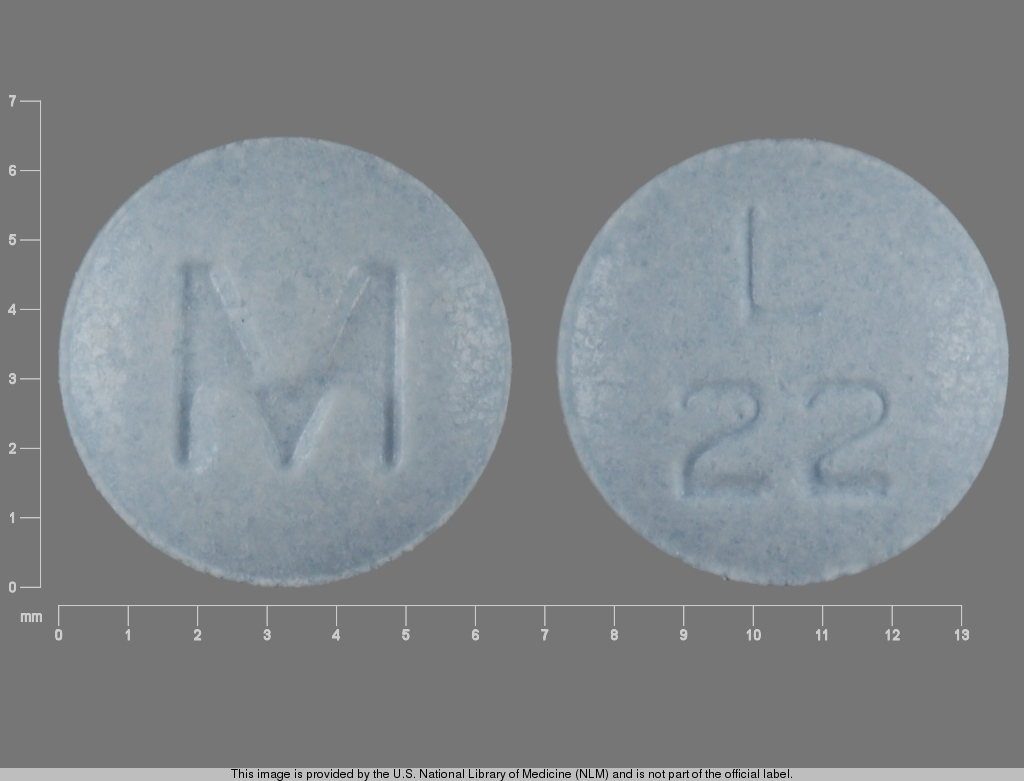 7
6
5
4
3
2
1
0
mm
M
L
22
0 1 2 3 4 5 6 7 8 9 10 11 12 13
This image is provided by the U.S. National Library of Medicine (NLM) and is not part of the official label.